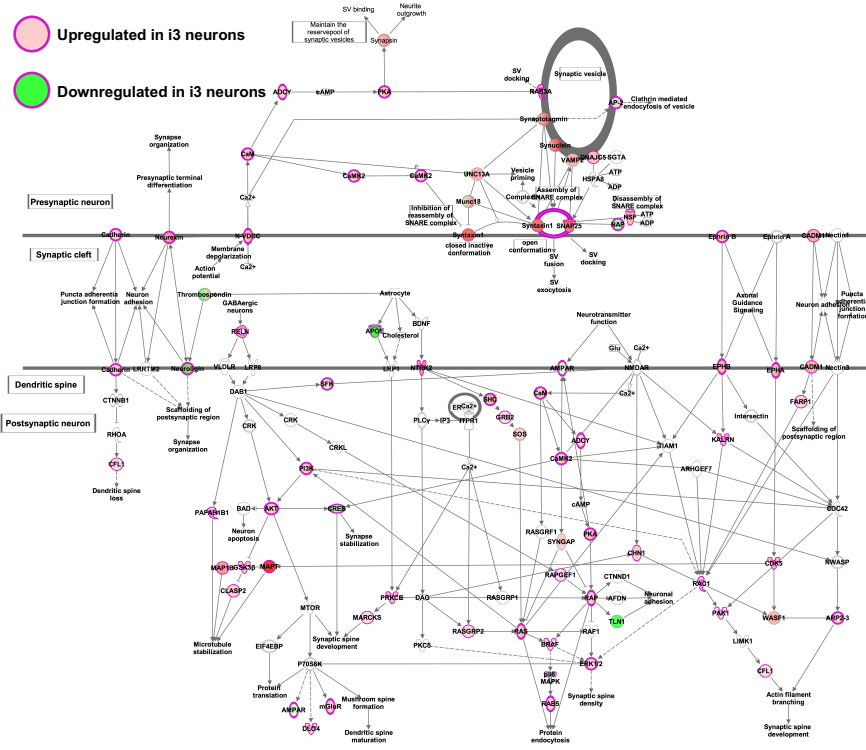 SV binding
Neurite
outgrowth
Upregulated in i3 neurons
Maintain the
reservepool of
synaptic vesicles
Synapsin
SV
docking
Synaptic vesicle
Downregulated in i3 neurons
ADCY
cAMP
PKA
RAB3A
AP-2
Clathrin mediated
endocytosis of vesicle
Synaptotagmin
Synapse
organization
Synuclein
CaM
VAMP2
DNAJC5
SGTA
Presynaptic terminal
differentiation
CaMK2
CaMK2
UNC13A
Vesicle
priming
HSPA8
ATP
ADP
Presynaptic neuron
Ca2+
Munc18
Complexin
Assembly of
SNARE complex
Disassembly of
SNARE complex
Inhibition of
reassembly of
SNARE complex
NSF
ATP
ADP
NAP
Syntaxin1
SNAP25
Cadherin
Neurexin
N-VDCC
Syntaxin1
Ephrin B
Ephrin A
CADM1
Nectin1
Synaptic cleft
Membrane
depolarization
closed inactive
conformation
open
conformation
SV
fusion
SV
docking
Action
potential
Ca2+
SV
exocytosis
Puncta adherentia
junction formation
Neuron
adhesion
Thrombospondin
GABAergic
neurons
Astrocyte
Axonal
Guidance
Signaling
Neuron adhesion
Puncta
adherentia
junction
formation
RELN
APOE
Cholesterol
BDNF
Neurotransmitter
function
Glu
Ca2+
Cadherin
LRRTM2
Neuroligin
VLDLR
LRP8
LRP1
NTRK2
AMPAR
NMDAR
EPHB
EPHA
CADM1
Nectin3
Dendritic spine
DAB1
SFK
CaM
Ca2+
CTNNB1
SHC
ER
Ca2+
FARP1
Scaffolding of
postsynaptic region
Postsynaptic neuron
CRK
CRK
PLCγ
IP3
ITPR1
GRB2
SOS
Intersectin
Scaffolding of
postsynaptic region
RHOA
Synapse
organization
CRKL
ADCY
TIAM1
KALRN
CFL1
PI3K
Ca2+
CaMK2
ARHGEF7
Dendritic spine
loss
PAFAH1B1
BAD
AKT
CREB
cAMP
CDC42
Neuron
apoptosis
Synapse
stabilization
RASGRF1
SYNGAP
PKA
CHN1
MAP1B
GSK3β
MAPT
RAPGEF1
CTNND1
RAC1
CDK5
NWASP
CLASP2
PRKCE
DAG
RASGRP1
RAP
AFDN
Neuronal
adhesion
MTOR
MARCKS
TLN1
PAK1
WASF1
ARP2-3
Microtubule
stabilization
EIF4EBP
Synaptic spine
development
RASGRP2
RAS
RAF1
PKCδ
BRAF
LIMK1
P70S6K
ERK1/2
CFL1
Protein
translation
p38
MAPK
Synaptic spine
density
Actin filament
branching
AMPAR
mGluR
Mushroom spine
formation
RAB5
DLG4
Dendritic spine
maturation
Protein
endocytosis
Synaptic spine
development